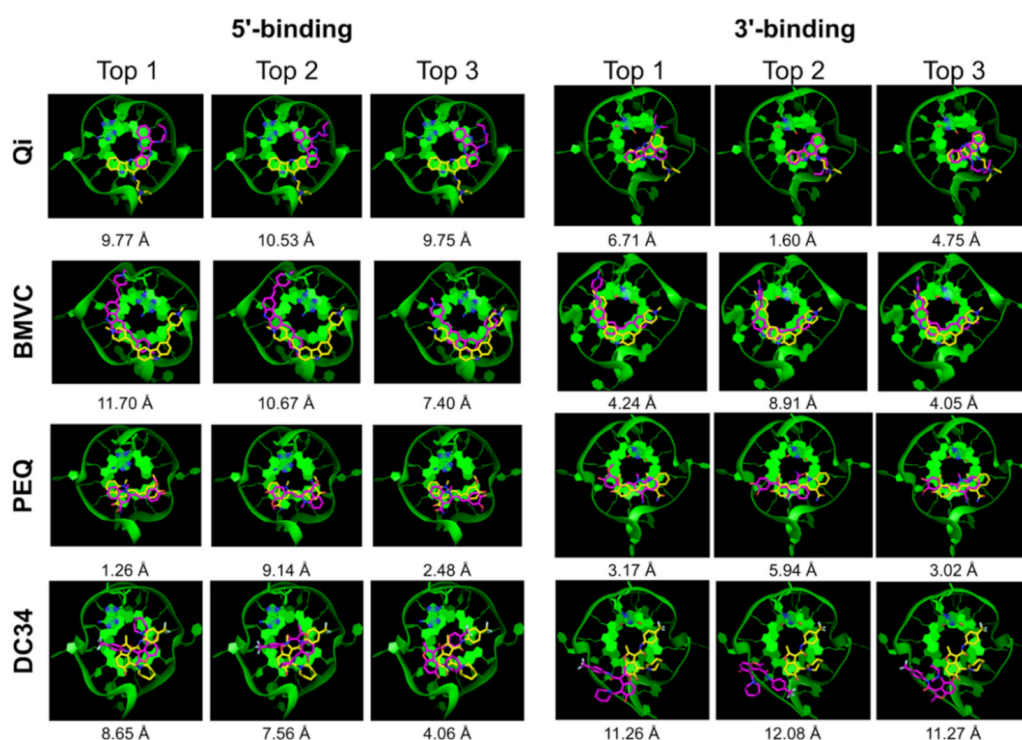 5'-binding 3'-binding
Top 1 Top 2 Top 3 Top 1 Top 2 Top 3
Qi
9.77 Å 10.53 Å 9.75 Å 6.71 Å 1.60 Å 4.75 Å
BMVC
11.70 Å 10.67 Å 7.40 Å 4.24 Å 8.91 Å 4.05 Å
PEQ
1.26 Å 9.14 Å 2.48 Å 3.17 Å 5.94 Å 3.02 Å
DC34
8.65 Å 7.56 Å 4.06 Å 11.26 Å 12.08 Å 11.27 Å